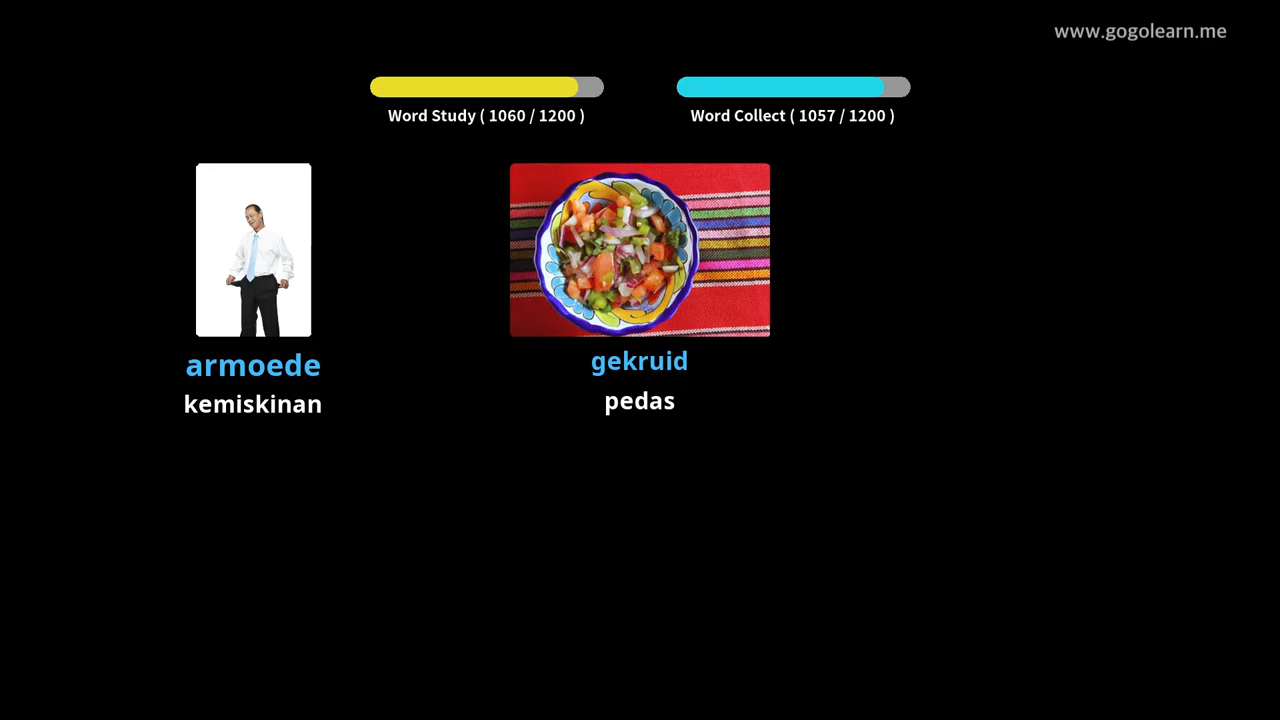 www.gogolearn.me
Word Study ( 1060 / 1200 )
Word Collect ( 1057 / 1200 )
armoede
kemiskinan
gekruid
pedas